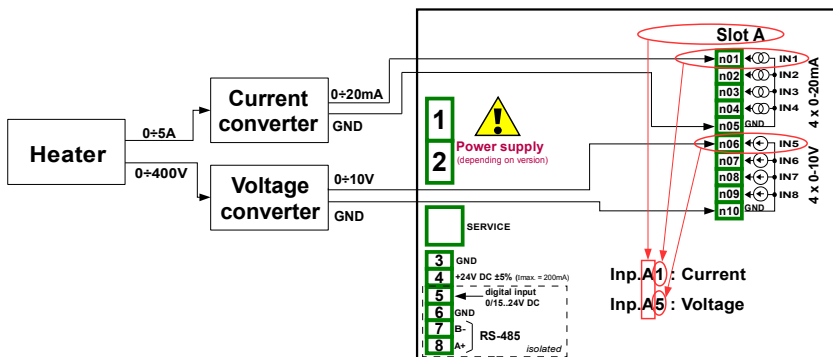 Slot A
n01 IN1
n02 IN2
n03 IN3
n04 IN4
n05 GND
4 x 0-20mA
n06 IN5
n07 IN6
n08 IN7
n09 IN8
n10 GND
4 x 0-10V
Heater
0÷5A
0÷400V
Current
converter
0÷20mA
GND
Voltage
converter
0÷10V
GND
1
2
Power supply
(depending on version)
SERVICE
3 GND
4 +24V DC ±5% (Imax. = 200mA)
5 digital input
0/15..24V DC
6 GND
7 B-
8 A+
RS-485
isolated
Inp.A1 : Current
Inp.A5 : Voltage